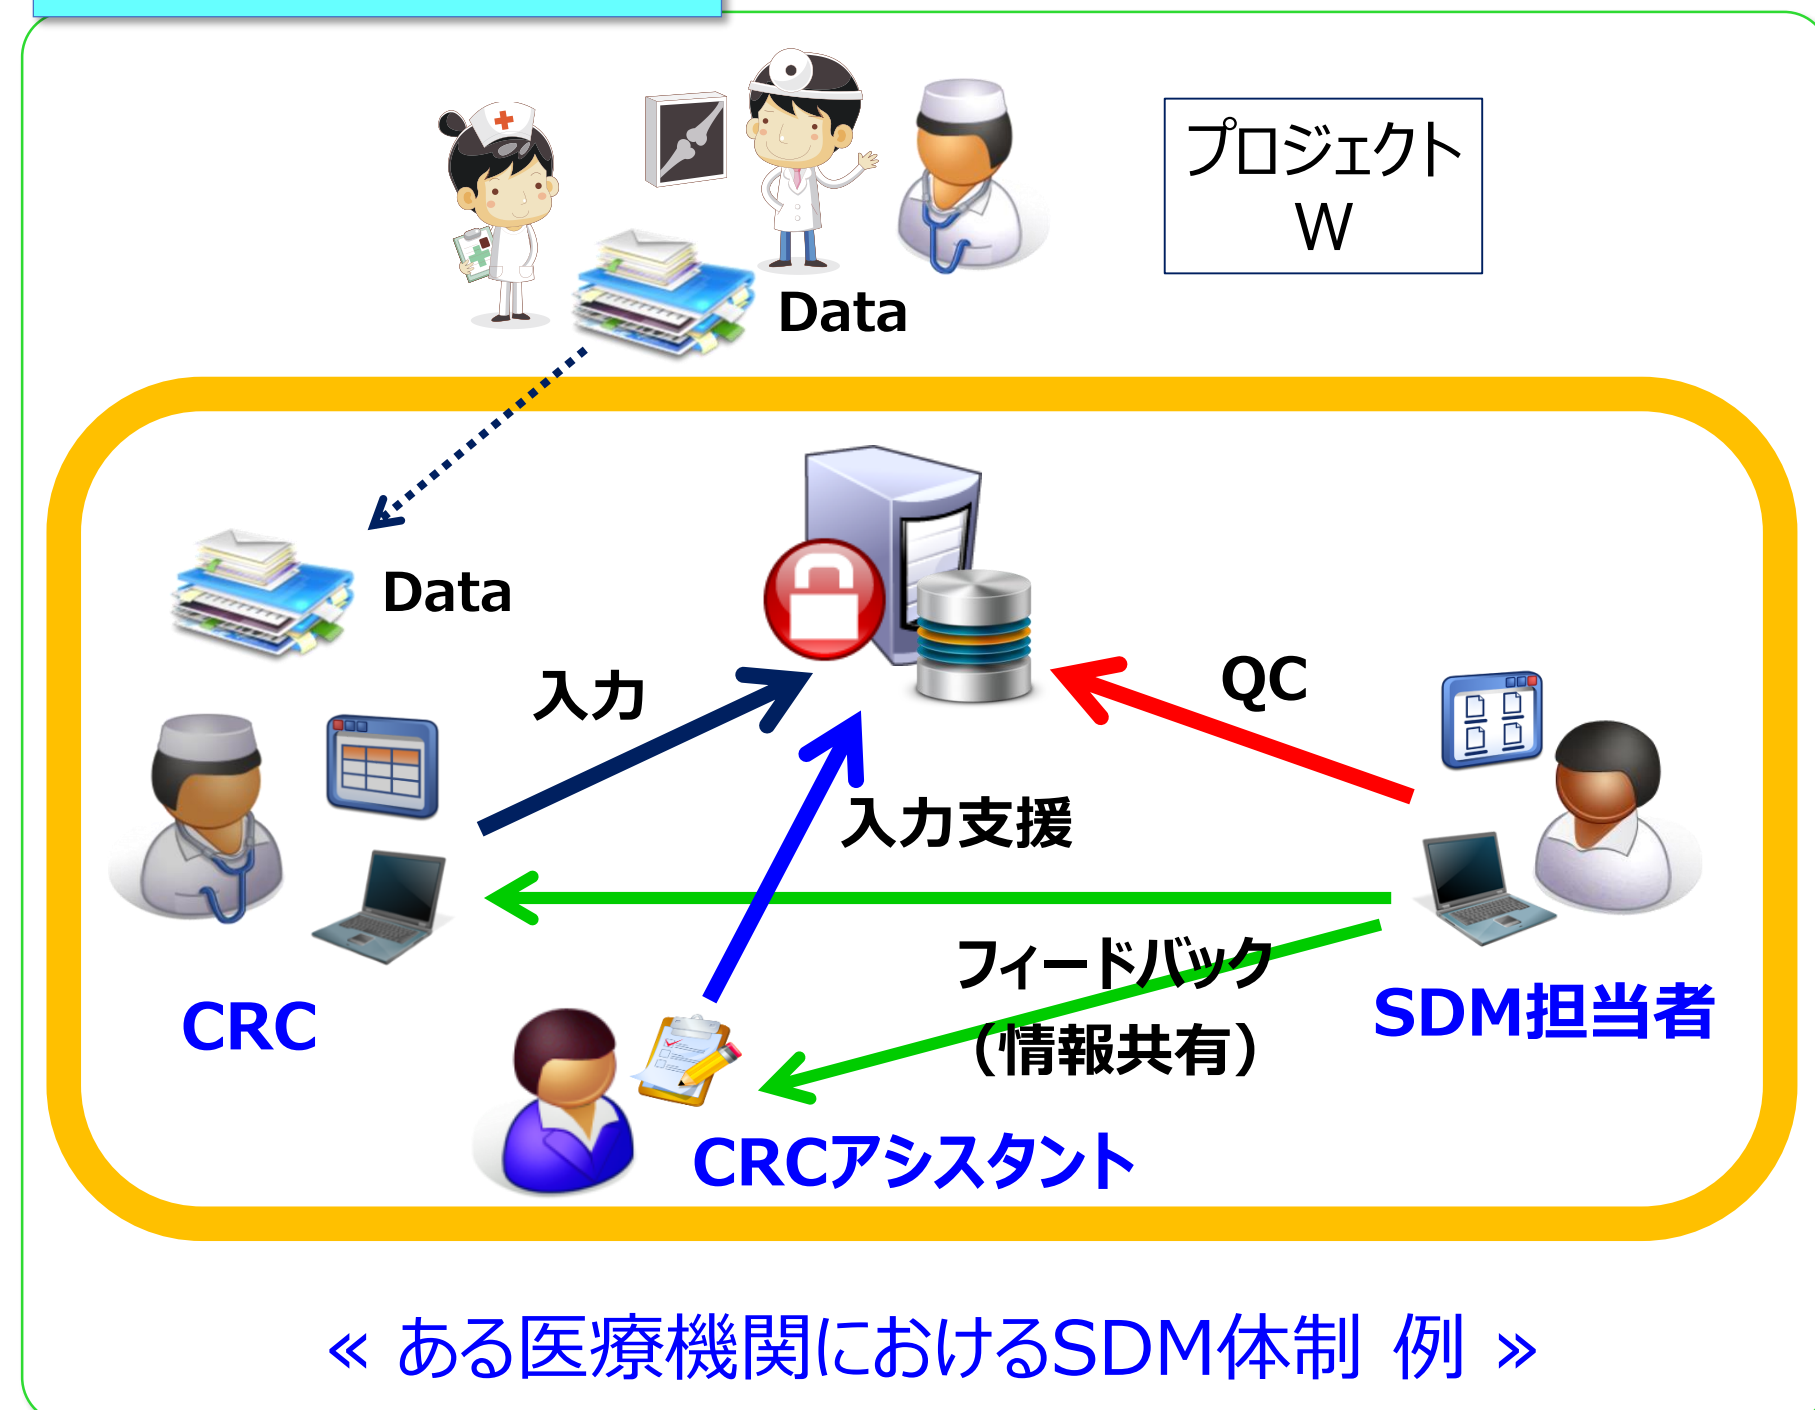 プロジェクト
W
Data
Data
入力
QC
入力支援
フィードバック
（情報共有）
CRC
SDM担当者
CRCアシスタント
« ある医療機関におけるSDM体制 例 »